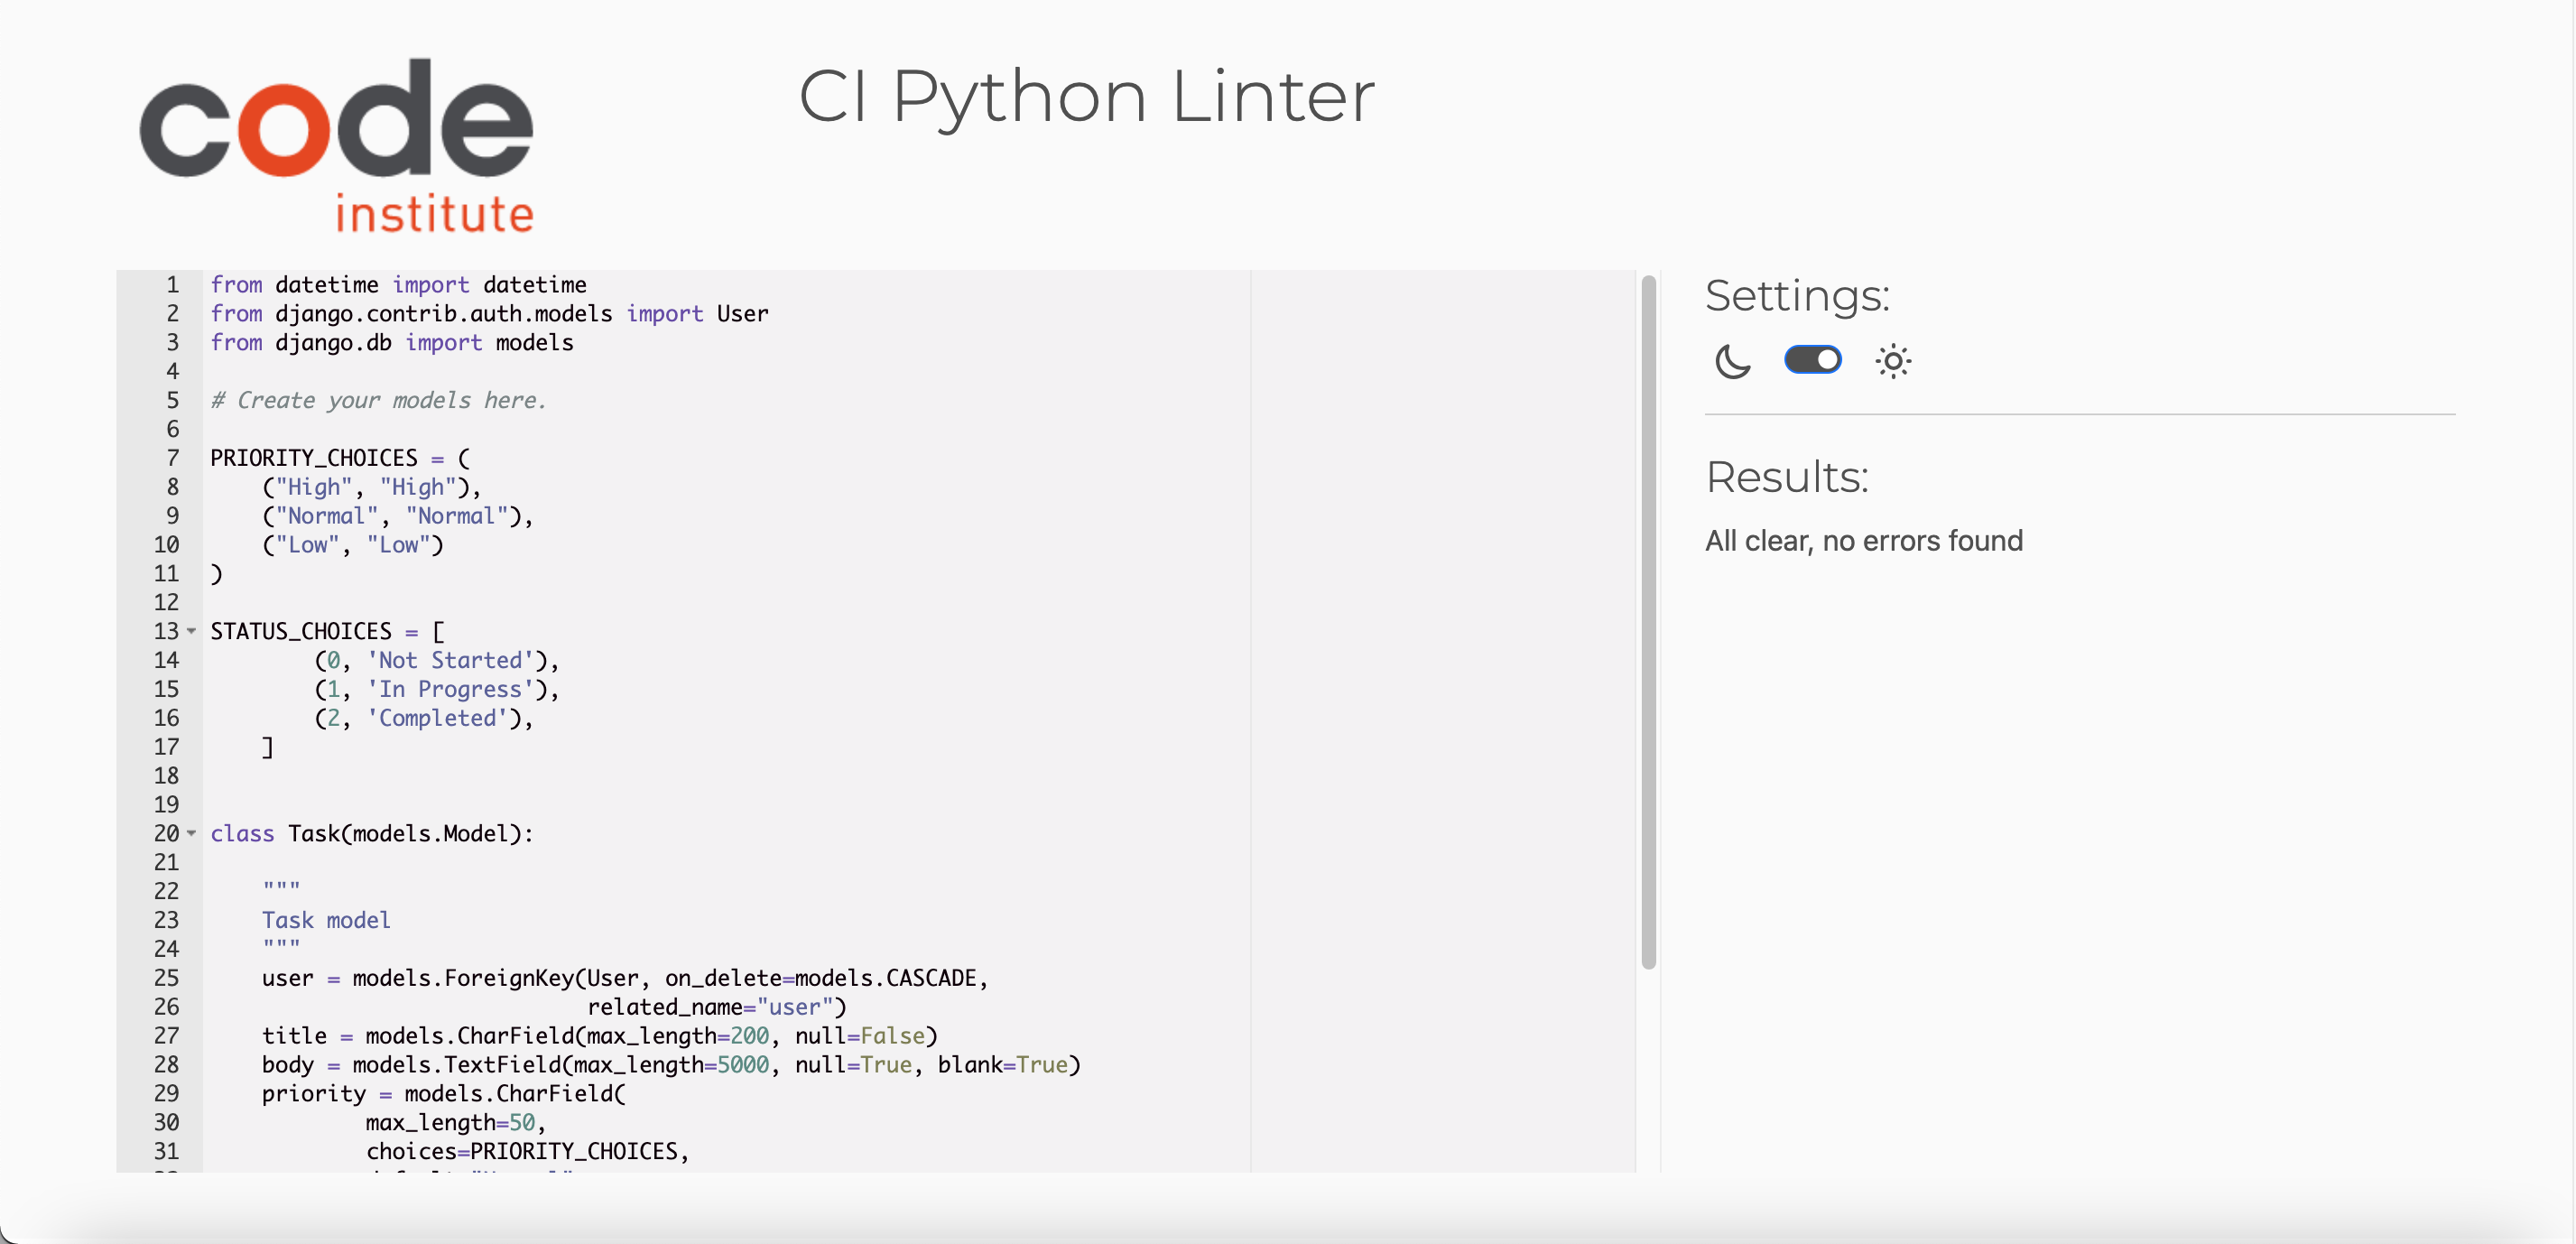 code
institute
CI Python Linter
1 from datetime import datetime
2 from django.contrib.auth.models import User
3 from django.db import models
4
5 # Create your models here.
6
7 PRIORITY_CHOICES = (
8     ("High", "High"),
9     ("Normal", "Normal"),
10     ("Low", "Low")
11 )
12
13 STATUS_CHOICES = [
14         (0, 'Not Started'),
15         (1, 'In Progress'),
16         (2, 'Completed'),
17     ]
18
19
20 class Task(models.Model):
21
22     """
23     Task model
24     """
25     user = models.ForeignKey(User, on_delete=models.CASCADE,
26                              related_name="user")
27     title = models.CharField(max_length=200, null=False)
28     body = models.TextField(max_length=5000, null=True, blank=True)
29     priority = models.CharField(
30             max_length=50,
31             choices=PRIORITY_CHOICES,
Settings:
Results:
All clear, no errors found